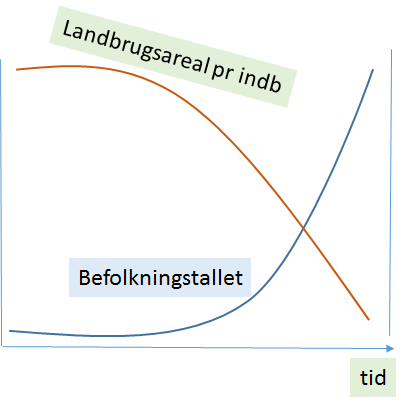 Landbrugsareal pr indb
Befolkningstallet
tid